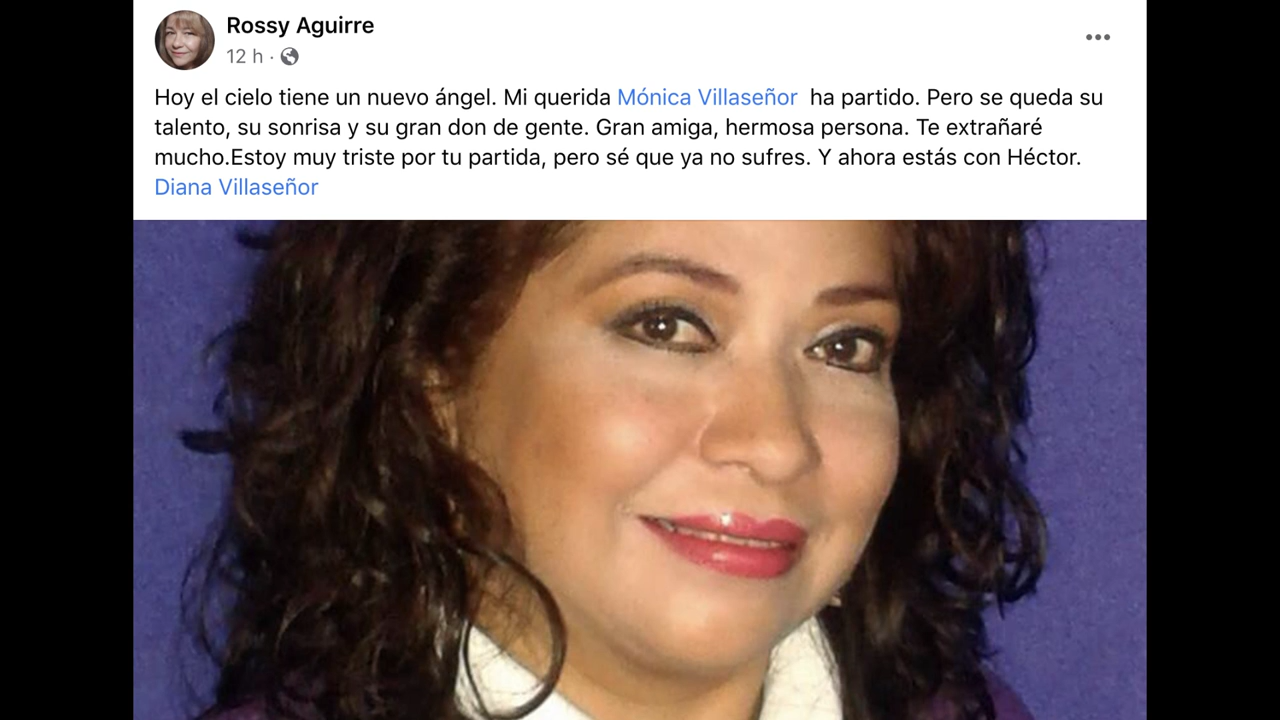 Rossy Aguirre
12 h ·
Hoy el cielo tiene un nuevo ángel. Mi querida Mónica Villaseñor ha partido. Pero se queda su
talento, su sonrisa y su gran don de gente. Gran amiga, hermosa persona. Te extrañaré
mucho.Estoy muy triste por tu partida, pero sé que ya no sufres. Y ahora estás con Héctor.
Diana Villaseñor